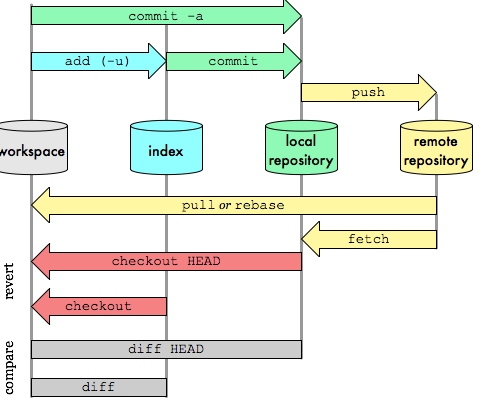 commit -a
add (-u)
commit
push
workspace
index
local
repository
remote
repository
pull or rebase
fetch
revert
checkout HEAD
checkout
compare
diff HEAD
diff